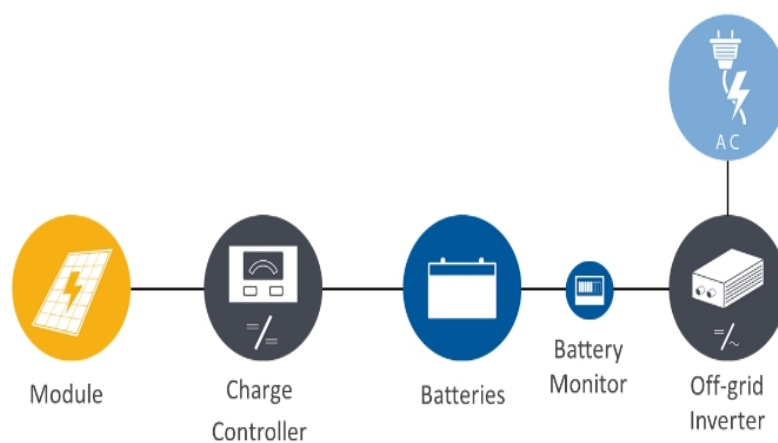 AC
Module
Charge
Controller
Batteries
Battery
Monitor
Off-grid
Inverter